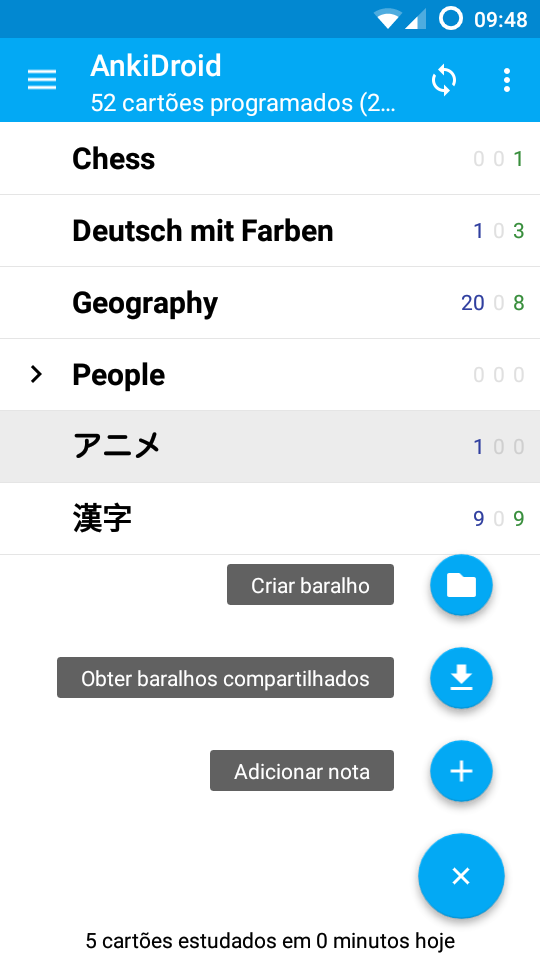 09:48
AnkiDroid
52 cartões programados (2…
Chess 0 0 1
Deutsch mit Farben 1 0 3
Geography 20 0 8
People 0 0 0
アニメ 1 0 0
漢字 9 0 9
Criar baralho
Obter baralhos compartilhados
Adicionar nota
5 cartões estudados em 0 minutos hoje